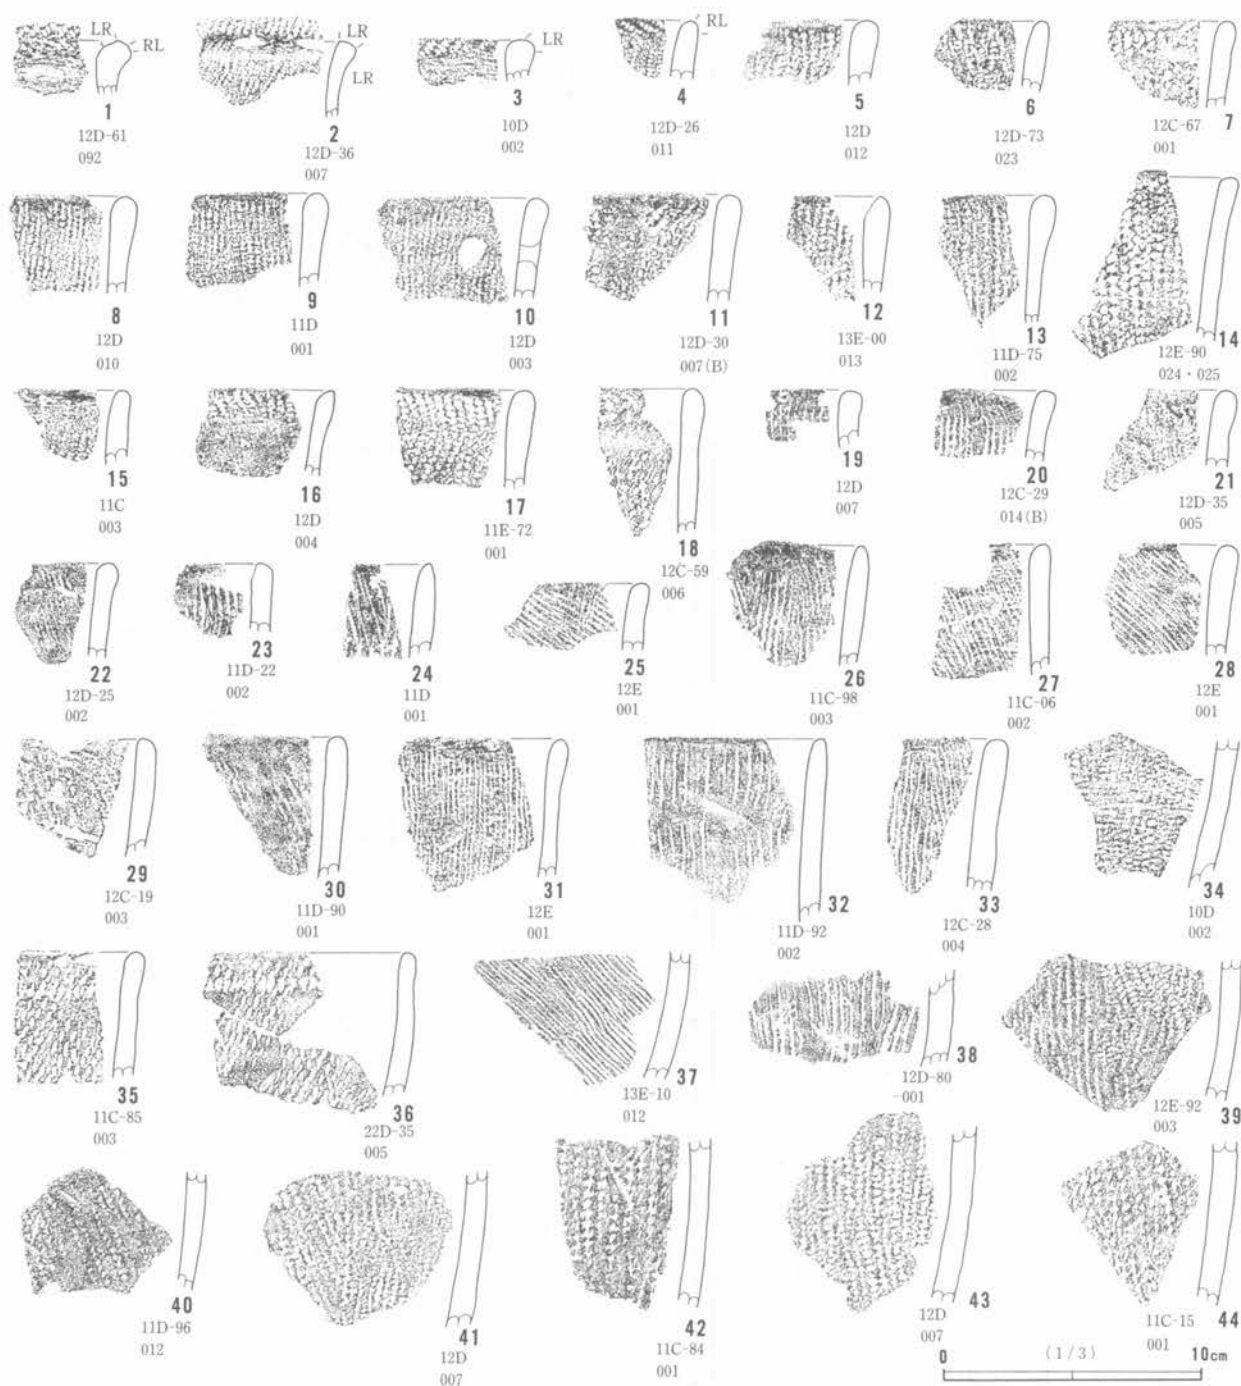 LR
RL
1
12D-61
092
LR
LR
2
12D-36
007
LR
3
10D
002
RL
4
12D-26
011
5
12D
012
6
12D-73
023
7
12C-67
001
8
12D
010
9
11D
001
10
12D
003
11
12D-30
007(B)
12
13E-00
013
13
11D-75
002
14
12E-90
024・025
15
11C
003
16
12D
004
17
11E-72
001
18
12C-59
006
19
12D
007
20
12C-29
014(B)
21
12D-35
005
22
12D-25
002
23
11D-22
002
24
11D
001
25
12E
001
26
11C-98
003
27
11C-06
002
28
12E
001
29
12C-19
003
30
11D-90
001
31
12E
001
32
11D-92
002
33
12C-28
004
34
10D
002
35
11C-85
003
36
22D-35
005
37
13E-10
012
38
12D-80
-001
39
12E-92
003
40
11D-96
012
41
12D
007
42
11C-84
001
43
12D
007
44
11C-15
001
0 (1/3) 10cm